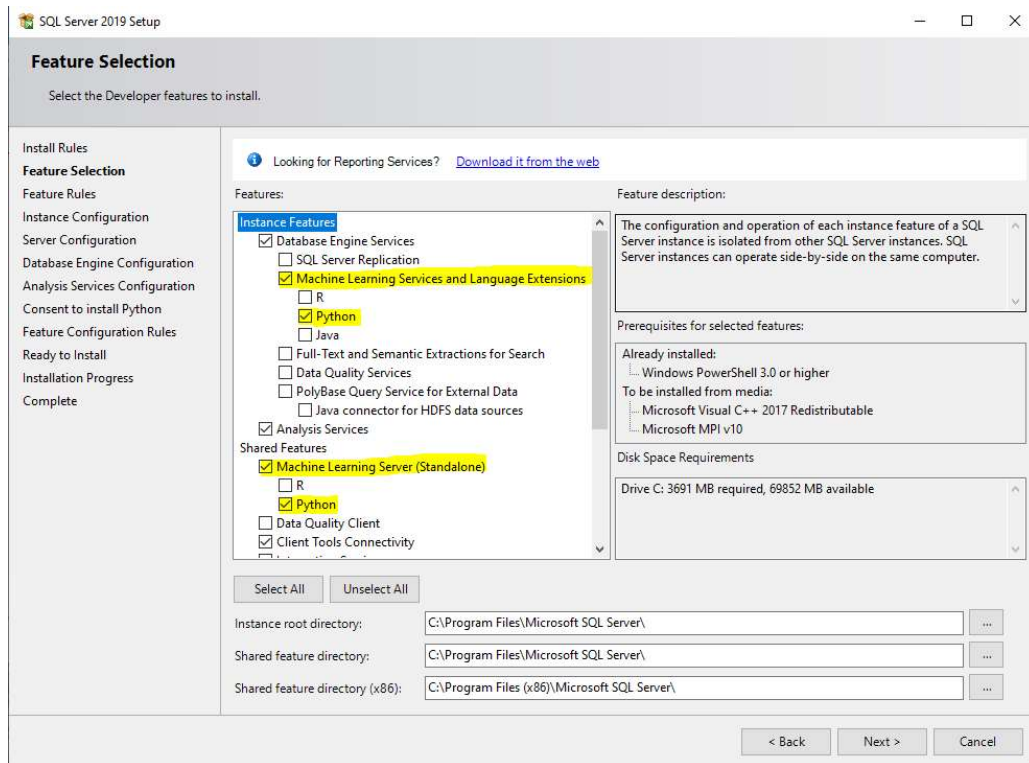 SQL Server 2019 Setup
Feature Selection
Select the Developer features to install.
Install Rules
Feature Selection
Feature Rules
Instance Configuration
Server Configuration
Database Engine Configuration
Analysis Services Configuration
Consent to install Python
Feature Configuration Rules
Ready to Install
Installation Progress
Complete
Looking for Reporting Services? Download it from the web
Features:
Instance Features
Database Engine Services
SQL Server Replication
Machine Learning Services and Language Extensions
R
Python
Java
Full-Text and Semantic Extractions for Search
Data Quality Services
PolyBase Query Service for External Data
Java connector for HDFS data sources
Analysis Services
Shared Features
Machine Learning Server (Standalone)
R
Python
Data Quality Client
Client Tools Connectivity
Feature description:
The configuration and operation of each instance feature of a SQL
Server instance is isolated from other SQL Server instances. SQL
Server instances can operate side-by-side on the same computer.
Prerequisites for selected features:
Already installed:
Windows PowerShell 3.0 or higher
To be installed from media:
Microsoft Visual C++ 2017 Redistributable
Microsoft MPI v10
Disk Space Requirements
Drive C: 3691 MB required, 69852 MB available
Select All
Unselect All
Instance root directory:
C:\Program Files\Microsoft SQL Server\
...
Shared feature directory:
C:\Program Files\Microsoft SQL Server\
...
Shared feature directory (x86):
C:\Program Files (x86)\Microsoft SQL Server\
...
< Back
Next >
Cancel